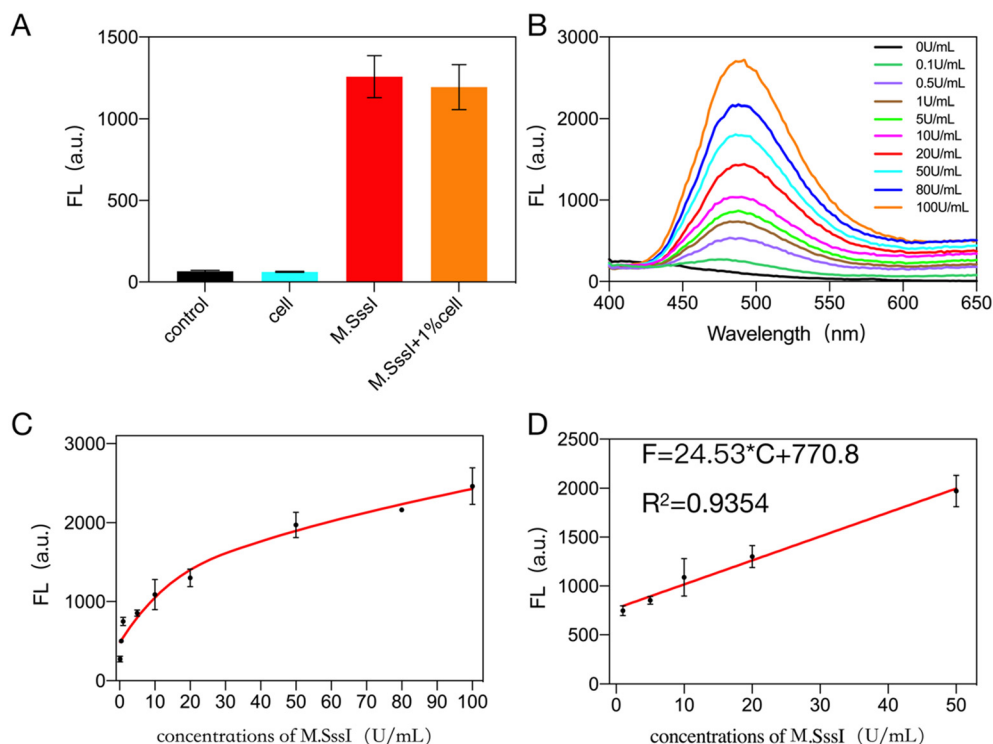 A
1500
1000
500
0
FL (a.u.)
control
cell
M.SssI
M.SssI+1%cell
B
3000
2000
1000
0
FL (a.u.)
400
450
500
550
600
650
Wavelength (nm)
0U/mL
0.1U/mL
0.5U/mL
1U/mL
5U/mL
10U/mL
20U/mL
50U/mL
80U/mL
100U/mL
C
3000
2000
1000
0
FL (a.u.)
0 10 20 30 40 50 60 70 80 90 100
concentrations of M.SssI (U/mL)
D
2500
2000
1500
1000
500
0
FL (a.u.)
F=24.53*C+770.8
R²=0.9354
0 10 20 30 40 50
concentrations of M.SssI (U/mL)